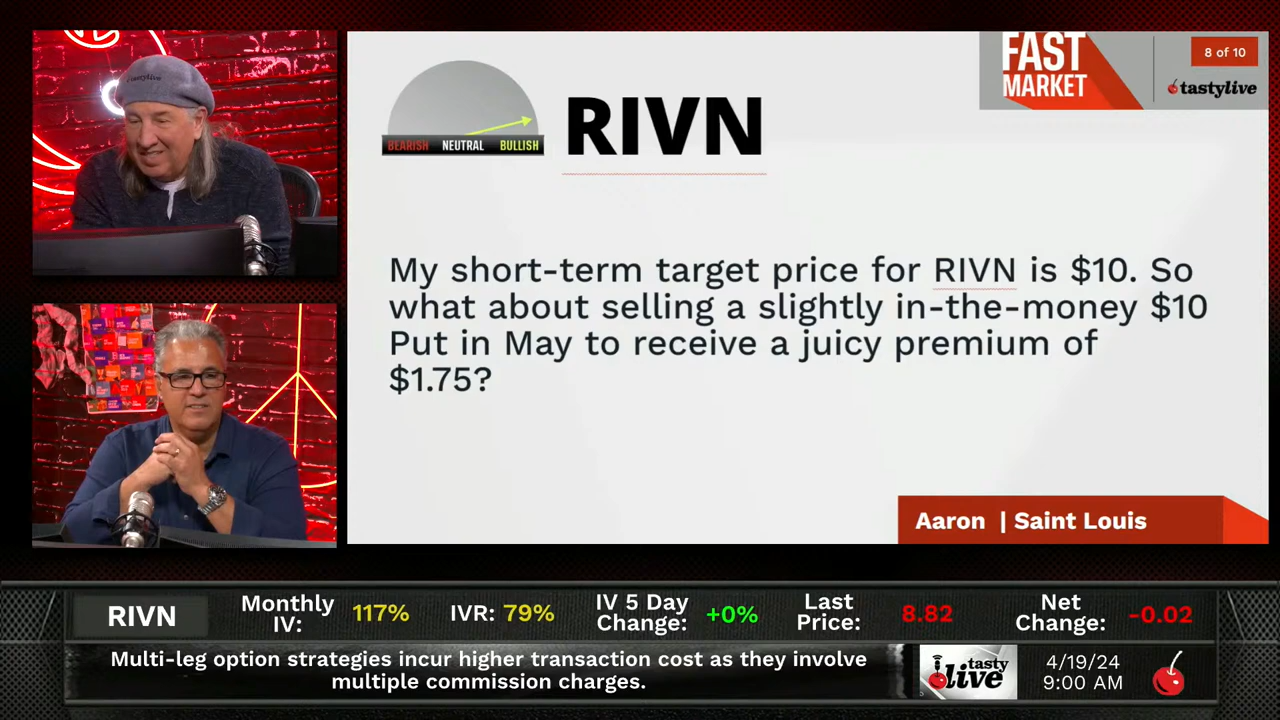 tastylive
FAST
MARKET
8 of 10
tastylive
BEARISH NEUTRAL BULLISH
RIVN
My short-term target price for RIVN is $10. So
what about selling a slightly in-the-money $10
Put in May to receive a juicy premium of
$1.75?
Aaron | Saint Louis
RIVN
Monthly
IV:
117%
IVR: 79%
IV 5 Day
Change:
+0%
Last
Price:
8.82
Net
Change:
-0.02
Multi-leg option strategies incur higher transaction cost as they involve
multiple commission charges.
tasty
live
4/19/24
9:00 AM